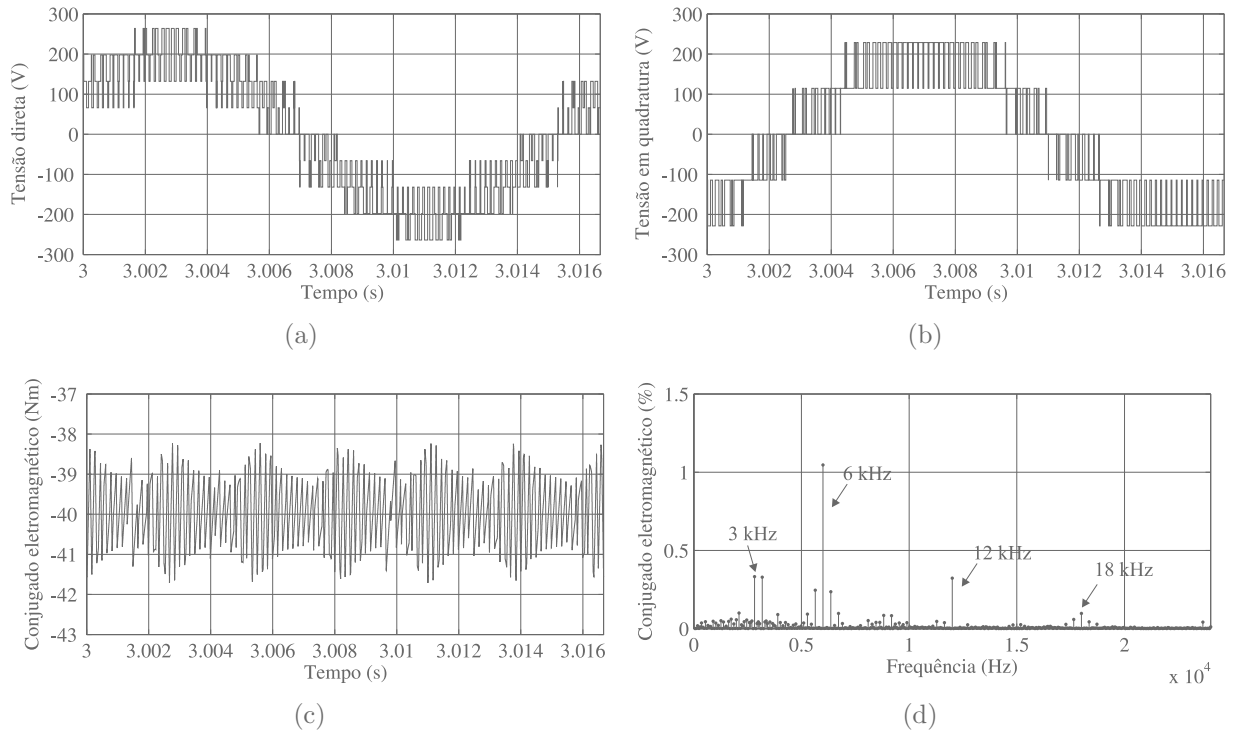 300
200
100
0
-100
-200
-300
Tensão direta (V)
3 3.002 3.004 3.006 3.008 3.01 3.012 3.014 3.016
Tempo (s)
(a)
300
200
100
0
-100
-200
-300
Tensão em quadratura (V)
3 3.002 3.004 3.006 3.008 3.01 3.012 3.014 3.016
Tempo (s)
(b)
-37
-38
-39
-40
-41
-42
-43
Conjugado eletromagnético (Nm)
3 3.002 3.004 3.006 3.008 3.01 3.012 3.014 3.016
Tempo (s)
(c)
1.5
1
0.5
0
Conjugado eletromagnético (%)
3 kHz
6 kHz
12 kHz
18 kHz
0 0.5 1 1.5 2
Frequência (Hz)
x 10^4
(d)